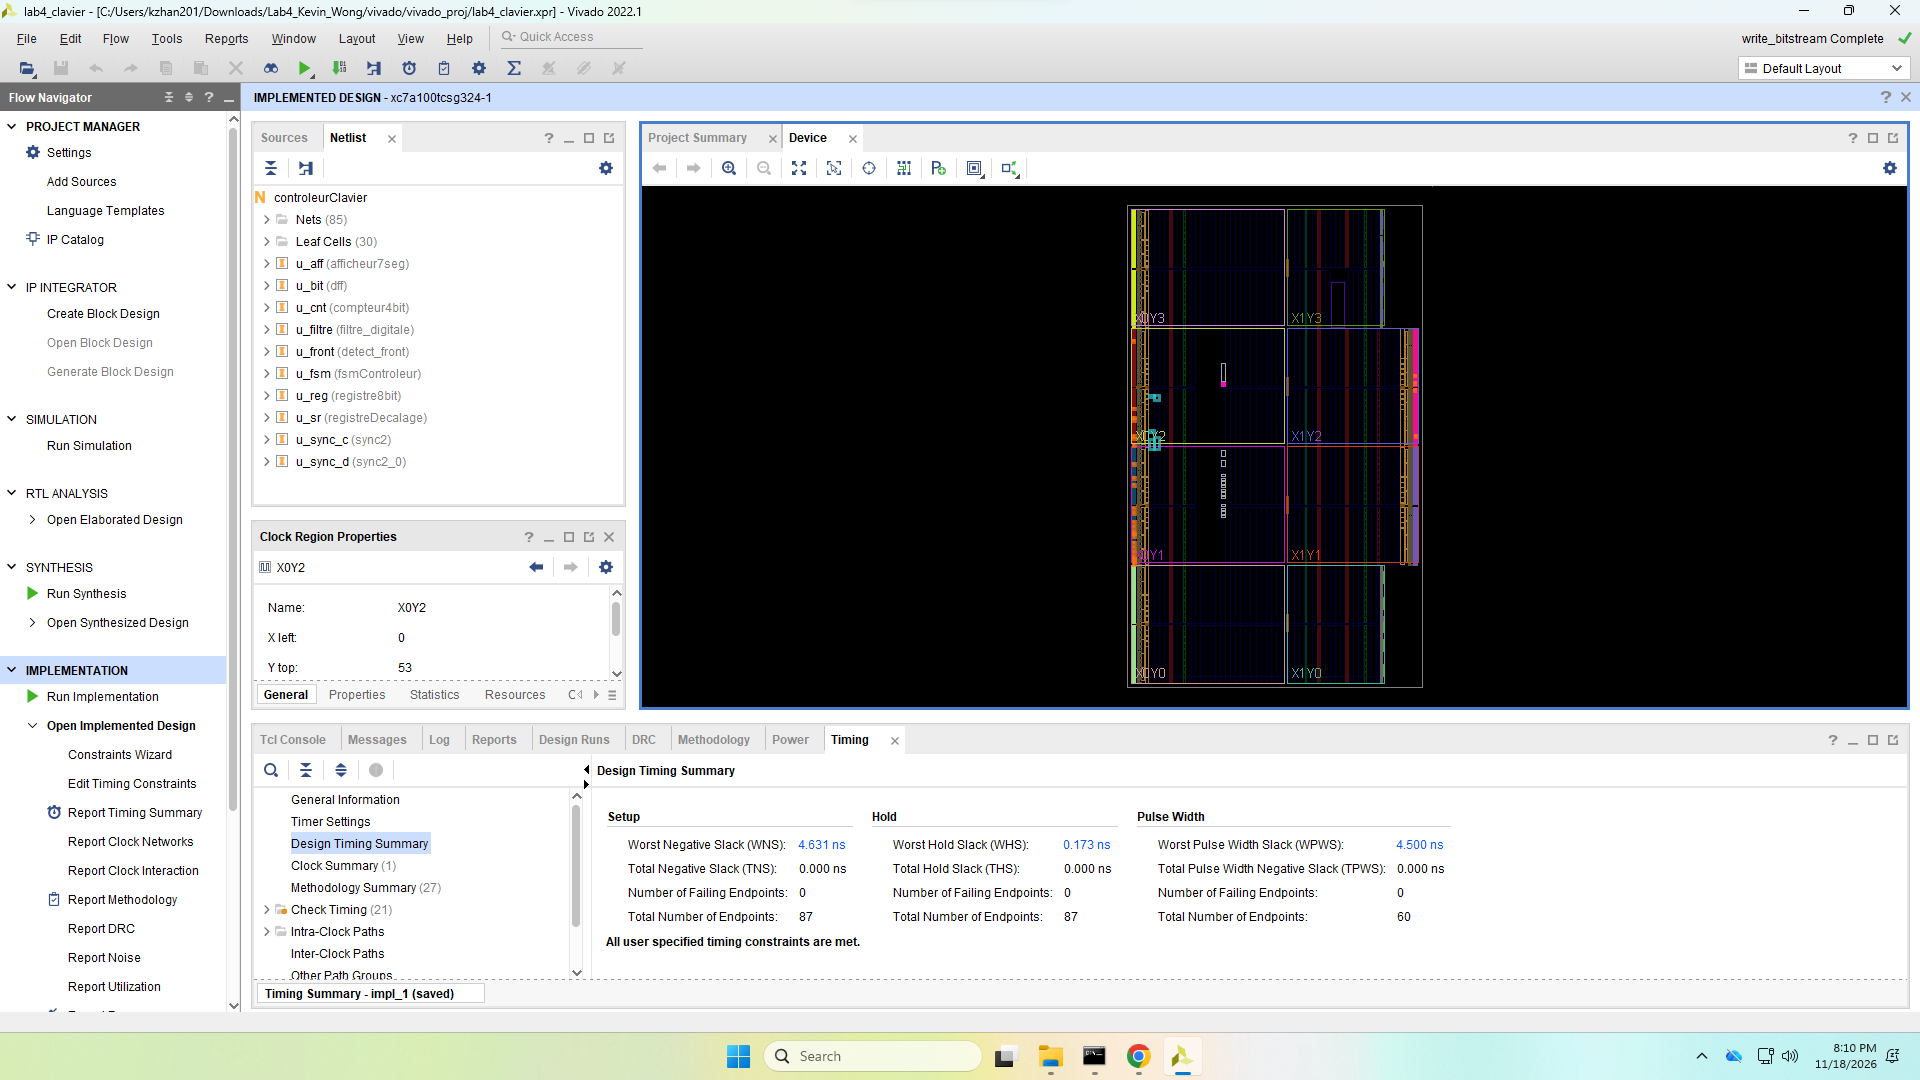 lab4_clavier - [C:/Users/kzhan201/Downloads/Lab4_Kevin_Wong/vivado/vivado_proj/lab4_clavier.xpr] - Vivado 2022.1
File Edit Flow Tools Reports Window Layout View Help Quick Access
write_bitstream Complete
Default Layout
Flow Navigator
PROJECT MANAGER
Settings
Add Sources
Language Templates
IP Catalog
IP INTEGRATOR
Create Block Design
Open Block Design
Generate Block Design
SIMULATION
Run Simulation
RTL ANALYSIS
Open Elaborated Design
SYNTHESIS
Run Synthesis
Open Synthesized Design
IMPLEMENTATION
Run Implementation
Open Implemented Design
Constraints Wizard
Edit Timing Constraints
Report Timing Summary
Report Clock Networks
Report Clock Interaction
Report Methodology
Report DRC
Report Noise
Report Utilization
IMPLEMENTED DESIGN - xc7a100tcsg324-1
Sources Netlist
N controleurClavier
Nets (85)
Leaf Cells (30)
u_aff (afficheur7seg)
u_bit (dff)
u_cnt (compteur4bit)
u_filtre (filtre_digitale)
u_front (detect_front)
u_fsm (fsmControleur)
u_reg (registre8bit)
u_sr (registreDecalage)
u_sync_c (sync2)
u_sync_d (sync2_0)
Clock Region Properties
X0Y2
Name: X0Y2
X left: 0
Y top: 53
General Properties Statistics Resources
Project Summary Device
X0Y3 X1Y3
X0Y2 X1Y2
X0Y1 X1Y1
X0Y0 X1Y0
Tcl Console Messages Log Reports Design Runs DRC Methodology Power Timing
General Information
Timer Settings
Design Timing Summary
Clock Summary (1)
Methodology Summary (27)
Check Timing (21)
Intra-Clock Paths
Inter-Clock Paths
Other Path Groups
Timing Summary - impl_1 (saved)
Design Timing Summary
Setup Hold Pulse Width
Worst Negative Slack (WNS): 4.631 ns Worst Hold Slack (WHS): 0.173 ns Worst Pulse Width Slack (WPWS): 4.500 ns
Total Negative Slack (TNS): 0.000 ns Total Hold Slack (THS): 0.000 ns Total Pulse Width Negative Slack (TPWS): 0.000 ns
Number of Failing Endpoints: 0 Number of Failing Endpoints: 0 Number of Failing Endpoints: 0
Total Number of Endpoints: 87 Total Number of Endpoints: 87 Total Number of Endpoints: 60
All user specified timing constraints are met.
Search
8:10 PM
11/18/2026